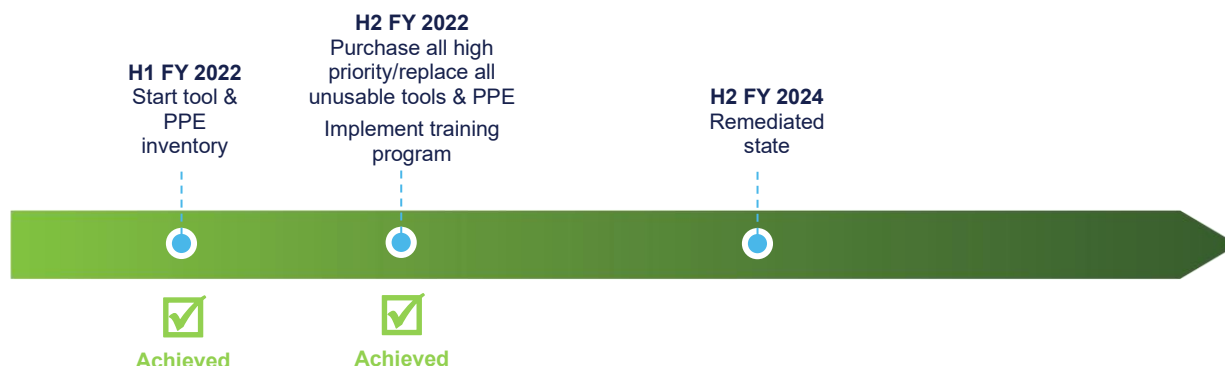 H1 FY 2022
Start tool &
PPE
inventory
H2 FY 2022
Purchase all high
priority/replace all
unusable tools & PPE
Implement training
program
H2 FY 2024
Remediated
state
Achieved
Achieved